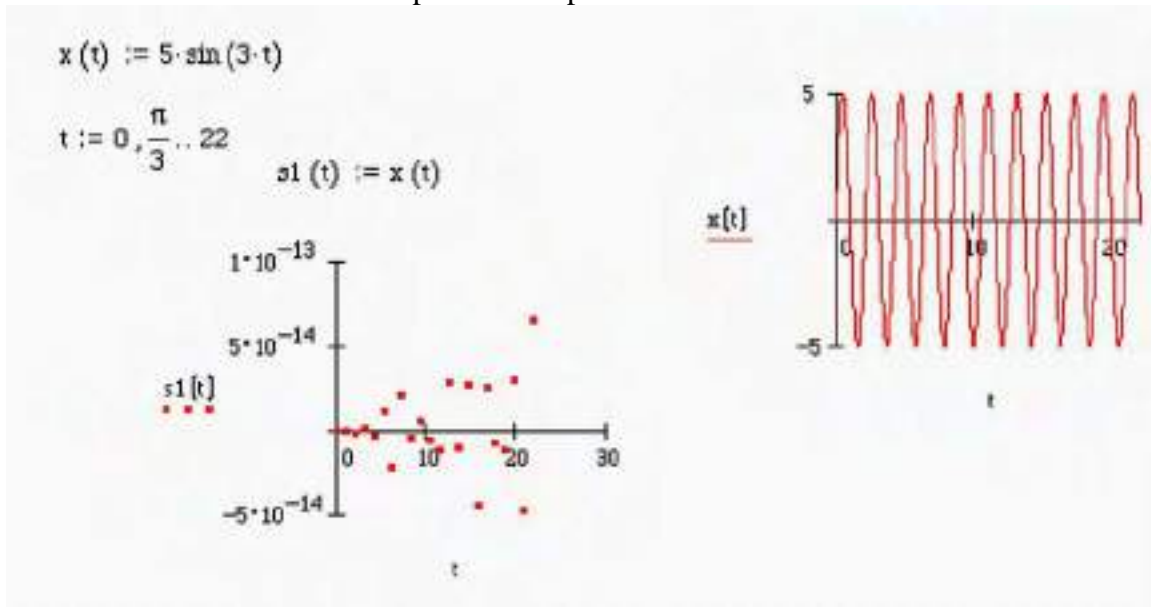 x (t) := 5·sin (3·t)
t := 0 , π/3 .. 22
s1 (t) := x (t)
1·10^−13
5·10^−14
s1(t)
0 10 20 30
−5·10^−14
t
5
x(t)
0 10 20
−5
t